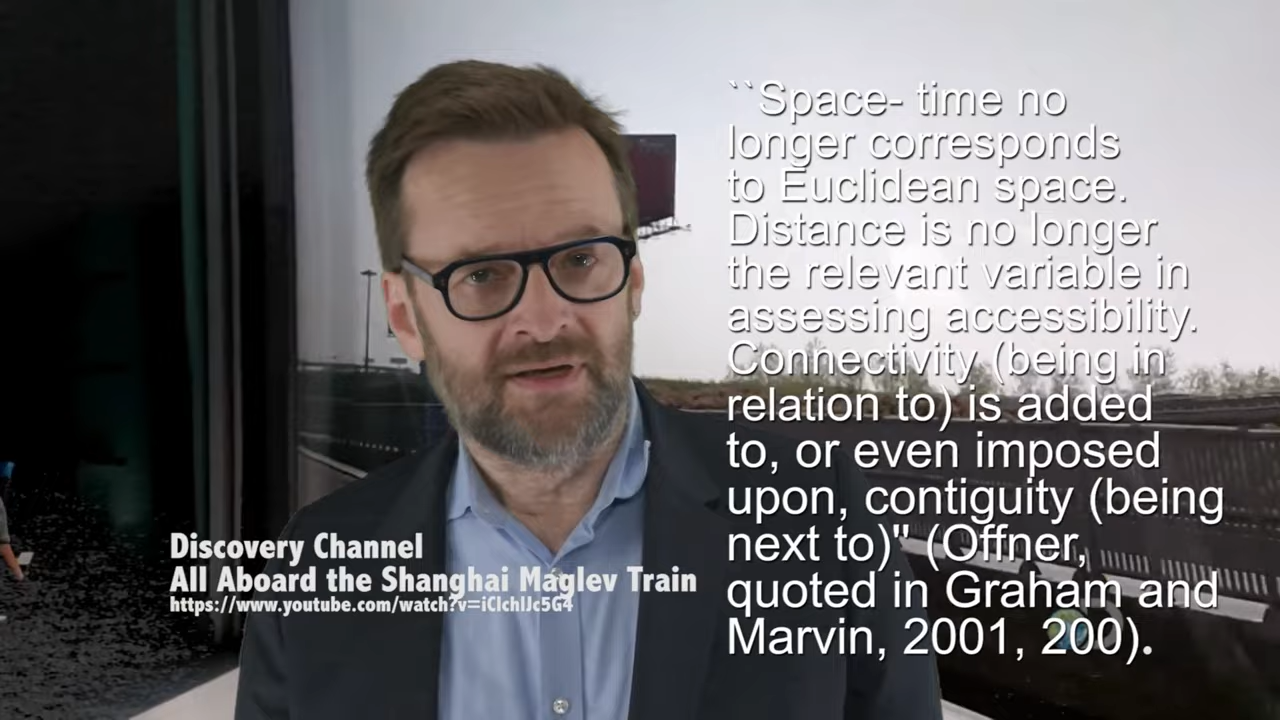 ``Space- time no
longer corresponds
to Euclidean space.
Distance is no longer
the relevant variable in
assessing accessibility.
Connectivity (being in
relation to) is added
to, or even imposed
upon, contiguity (being
next to)" (Offner,
quoted in Graham and
Marvin, 2001, 200).
Discovery Channel
All Aboard the Shanghai Maglev Train
https://www.youtube.com/watch?v=iClchlJc5G4